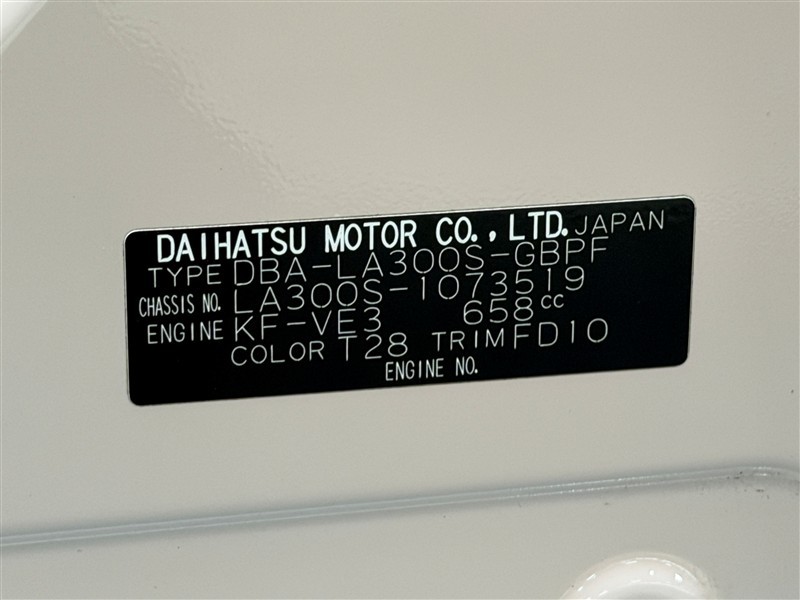 DAIHATSU MOTOR CO., LTD. JAPAN
TYPE DBA-LA300S-GBPF
CHASSIS NO. LA300S-1073519
ENGINE KF-VE3 658cc
COLOR T28 TRIM FD10
ENGINE NO.